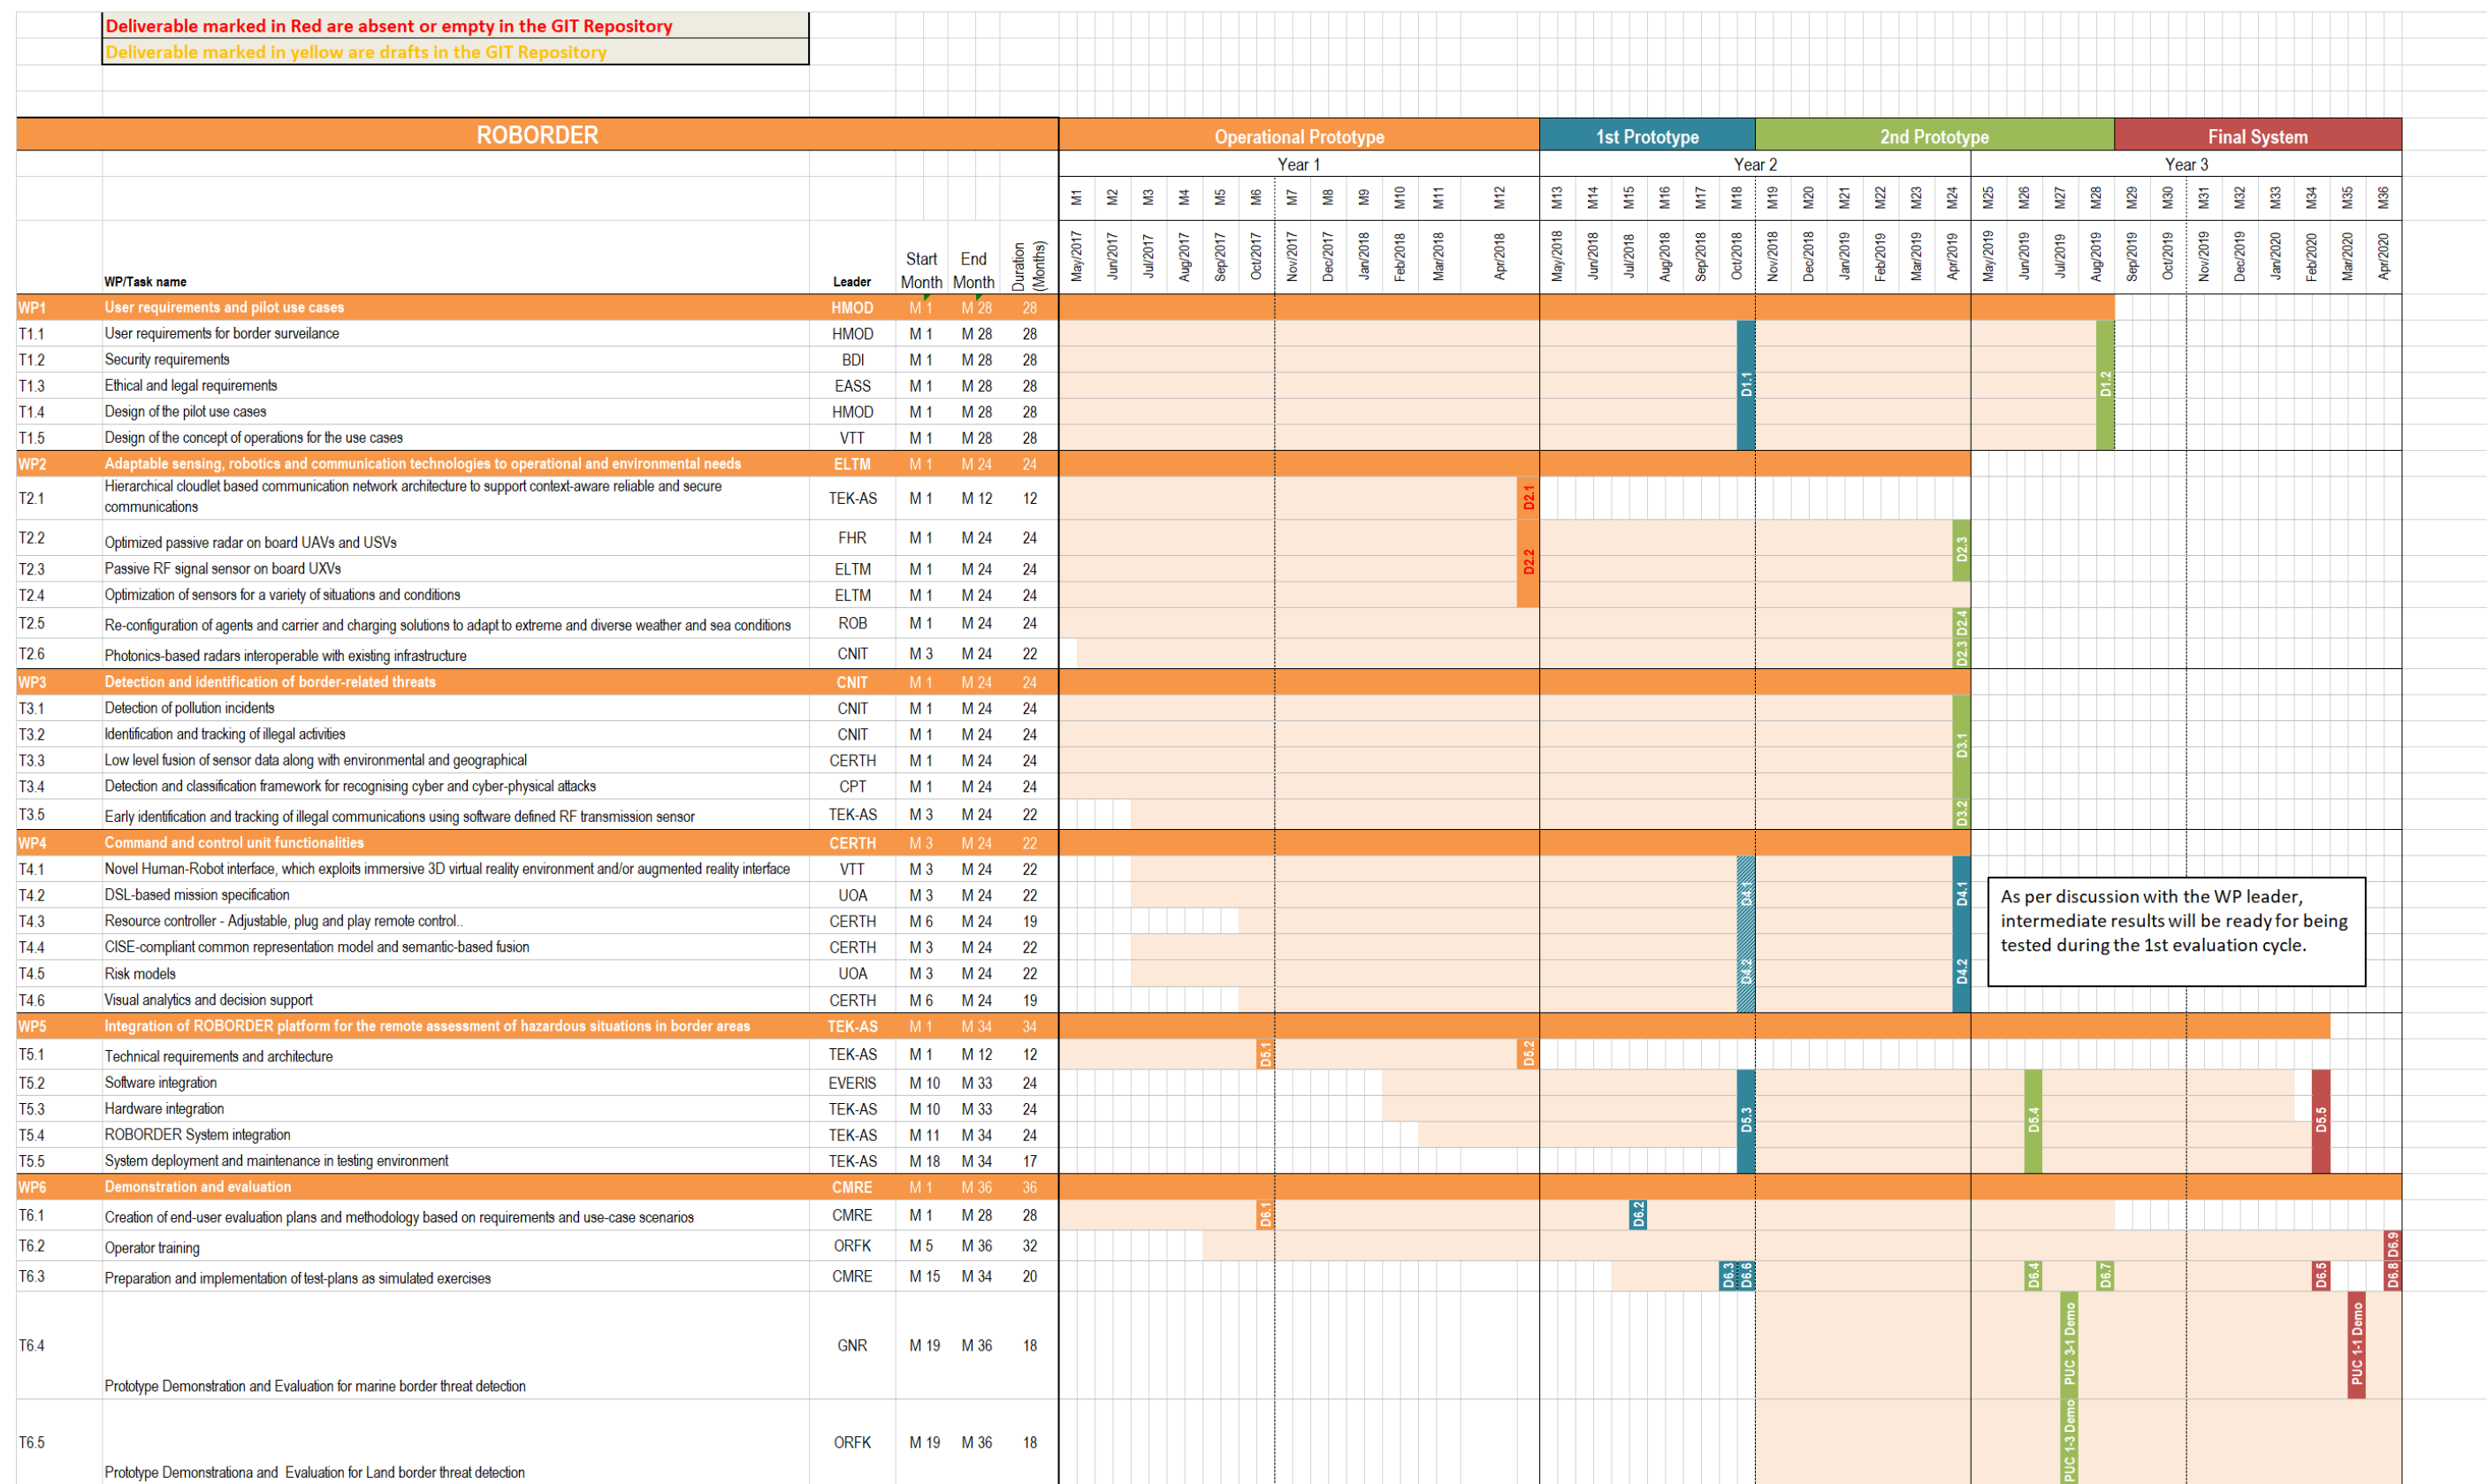 Deliverable marked in Red are absent or empty in the GIT Repository
Deliverable marked in yellow are drafts in the GIT Repository
ROBORDER Operational Prototype 1st Prototype 2nd Prototype Final System
Year 1 Year 2 Year 3
M1 M2 M3 M4 M5 M6 M7 M8 M9 M10 M11 M12 M13 M14 M15 M16 M17 M18 M19 M20 M21 M22 M23 M24 M25 M26 M27 M28 M29 M30 M31 M32 M33 M34 M35 M36
WP/Task name Leader Start Month End Month Duration (Months) May/2017 Jun/2017 Jul/2017 Aug/2017 Sep/2017 Oct/2017 Nov/2017 Dec/2017 Jan/2018 Feb/2018 Mar/2018 Apr/2018 May/2018 Jun/2018 Jul/2018 Aug/2018 Sep/2018 Oct/2018 Nov/2018 Dec/2018 Jan/2019 Feb/2019 Mar/2019 Apr/2019 May/2019 Jun/2019 Jul/2019 Aug/2019 Sep/2019 Oct/2019 Nov/2019 Dec/2019 Jan/2020 Feb/2020 Mar/2020 Apr/2020
WP1 User requirements and pilot use cases HMOD M 1 M 28 28
T1.1 User requirements for border surveilance HMOD M 1 M 28 28
T1.2 Security requirements BDI M 1 M 28 28
T1.3 Ethical and legal requirements EASS M 1 M 28 28 D1.1 D1.2
T1.4 Design of the pilot use cases HMOD M 1 M 28 28
T1.5 Design of the concept of operations for the use cases VTT M 1 M 28 28
WP2 Adaptable sensing, robotics and communication technologies to operational and environmental needs ELTM M 1 M 24 24
T2.1 Hierarchical cloudlet based communication network architecture to support context-aware reliable and secure
communications TEK-AS M 1 M 12 12 D2.1
T2.2 Optimized passive radar on board UAVs and USVs FHR M 1 M 24 24 D2.2 D2.3
T2.3 Passive RF signal sensor on board UXVs ELTM M 1 M 24 24
T2.4 Optimization of sensors for a variety of situations and conditions ELTM M 1 M 24 24
T2.5 Re-configuration of agents and carrier and charging solutions to adapt to extreme and diverse weather and sea conditions ROB M 1 M 24 24 D2.4
T2.6 Photonics-based radars interoperable with existing infrastructure CNIT M 3 M 24 22 D2.3
WP3 Detection and identification of border-related threats CNIT M 1 M 24 24
T3.1 Detection of pollution incidents CNIT M 1 M 24 24
T3.2 Identification and tracking of illegal activities CNIT M 1 M 24 24 D3.1
T3.3 Low level fusion of sensor data along with environmental and geographical CERTH M 1 M 24 24
T3.4 Detection and classification framework for recognising cyber and cyber-physical attacks CPT M 1 M 24 24
T3.5 Early identification and tracking of illegal communications using software defined RF transmission sensor TEK-AS M 3 M 24 22 D3.2
WP4 Command and control unit functionalities CERTH M 3 M 24 22
T4.1 Novel Human-Robot interface, which exploits immersive 3D virtual reality environment and/or augmented reality interface VTT M 3 M 24 22
T4.2 DSL-based mission specification UOA M 3 M 24 22 D4.1 D4.1
T4.3 Resource controller - Adjustable, plug and play remote control.. CERTH M 6 M 24 19
T4.4 CISE-compliant common representation model and semantic-based fusion CERTH M 3 M 24 22
T4.5 Risk models UOA M 3 M 24 22 D4.2 D4.2
T4.6 Visual analytics and decision support CERTH M 6 M 24 19
As per discussion with the WP leader,
intermediate results will be ready for being
tested during the 1st evaluation cycle.
WP5 Integration of ROBORDER platform for the remote assessment of hazardous situations in border areas TEK-AS M 1 M 34 34
T5.1 Technical requirements and architecture TEK-AS M 1 M 12 12 D5.1 D5.2
T5.2 Software integration EVERIS M 10 M 33 24
T5.3 Hardware integration TEK-AS M 10 M 33 24 D5.3 D5.4 D5.5
T5.4 ROBORDER System integration TEK-AS M 11 M 34 24
T5.5 System deployment and maintenance in testing environment TEK-AS M 18 M 34 17
WP6 Demonstration and evaluation CMRE M 1 M 36 36
T6.1 Creation of end-user evaluation plans and methodology based on requirements and use-case scenarios CMRE M 1 M 28 28 D6.1 D6.2
T6.2 Operator training ORFK M 5 M 36 32 D6.9
T6.3 Preparation and implementation of test-plans as simulated exercises CMRE M 15 M 34 20 D6.3 D6.6 D6.4 D6.7 D6.5 D6.8
T6.4 Prototype Demonstration and Evaluation for marine border threat detection GNR M 19 M 36 18 PUC 3-1 Demo PUC 1-1 Demo
T6.5 Prototype Demonstrationa and Evaluation for Land border threat detection ORFK M 19 M 36 18 PUC 1-3 Demo